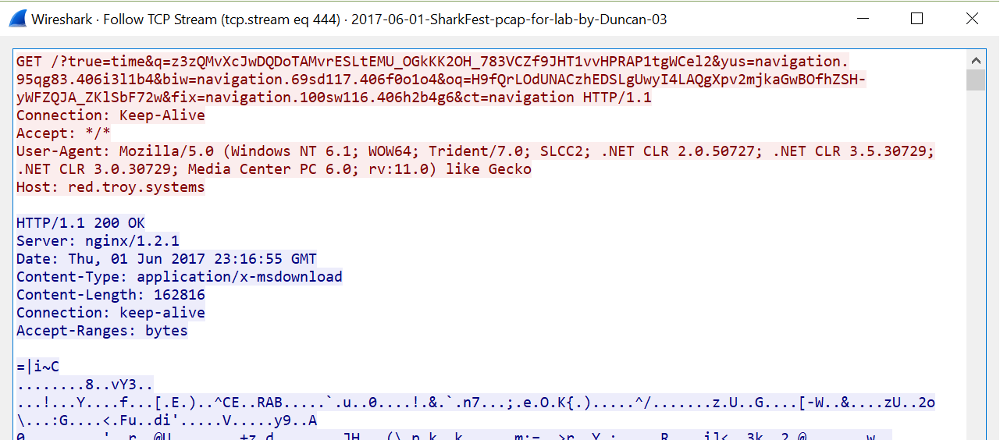 Wireshark · Follow TCP Stream (tcp.stream eq 444) · 2017-06-01-SharkFest-pcap-for-lab-by-Duncan-03
GET /?true=time&q=z3zQMvXcJwDQDoTAMvrESLtEMU_OGkKK2OH_783VCZf9JHT1vvHPRAP1tgWCel2&yus=navigation.
95qg83.406i3l1b4&biw=navigation.69sd117.406f0o1o4&oq=H9fQrLOdUNACzhEDSLgUwyI4LAQgXpv2mjkaGwBOfhZSH-
yWFZQJA_ZKlSbF72w&fix=navigation.100sw116.406h2b4g6&ct=navigation HTTP/1.1
Connection: Keep-Alive
Accept: */*
User-Agent: Mozilla/5.0 (Windows NT 6.1; WOW64; Trident/7.0; SLCC2; .NET CLR 2.0.50727; .NET CLR 3.5.30729;
.NET CLR 3.0.30729; Media Center PC 6.0; rv:11.0) like Gecko
Host: red.troy.systems
HTTP/1.1 200 OK
Server: nginx/1.2.1
Date: Thu, 01 Jun 2017 23:16:55 GMT
Content-Type: application/x-msdownload
Content-Length: 162816
Connection: keep-alive
Accept-Ranges: bytes
=|i~C
........8..vY3..
...!...Y....f...[.E.)..^CE..RAB.....`.u..0....!.&.`.n7...;.e.O.K{.).....^/.......z.U..G....[-W..&....zU..2o
\...:G....<.Fu..di'.....V.....y9..A